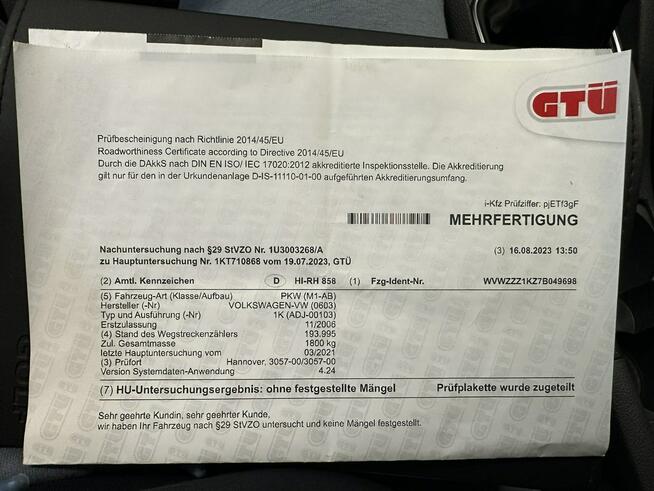 GTÜ
Prüfbescheinigung nach Richtlinie 2014/45/EU
Roadworthiness Certificate according to Directive 2014/45/EU
Durch die DAkkS nach DIN EN ISO/ IEC 17020:2012 akkreditierte Inspektionsstelle. Die Akkreditierung
gilt nur für den in der Urkundenanlage D-IS-11110-01-00 aufgeführten Akkreditierungsumfang.
i-Kfz Prüfziffer: pjETf3gF
MEHRFERTIGUNG
Nachuntersuchung nach §29 StVZO Nr. 1U3003268/A (3) 16.08.2023 13:50
zu Hauptuntersuchung Nr. 1KT710868 vom 19.07.2023, GTÜ
(2) Amtl. Kennzeichen D HI-RH 858 (1) Fzg-Ident-Nr. WVWZZZ1KZ7B049698
(5) Fahrzeug-Art (Klasse/Aufbau) PKW (M1-AB)
Hersteller (-Nr) VOLKSWAGEN-VW (0603)
Typ und Ausführung (-Nr) 1K (ADJ-00103)
Erstzulassung 11/2006
(4) Stand des Wegstreckenzählers 193.995
Zul. Gesamtmasse 1800 kg
letzte Hauptuntersuchung vom 03/2021
(3) Prüfort Hannover, 3057-00/3057-00
Version Systemdaten-Anwendung 4.24
(7) HU-Untersuchungsergebnis: ohne festgestellte Mängel Prüfplakette wurde zugeteilt
Sehr geehrte Kundin, sehr geehrter Kunde,
wir haben Ihr Fahrzeug nach §29 StVZO untersucht und keine Mängel festgestellt.